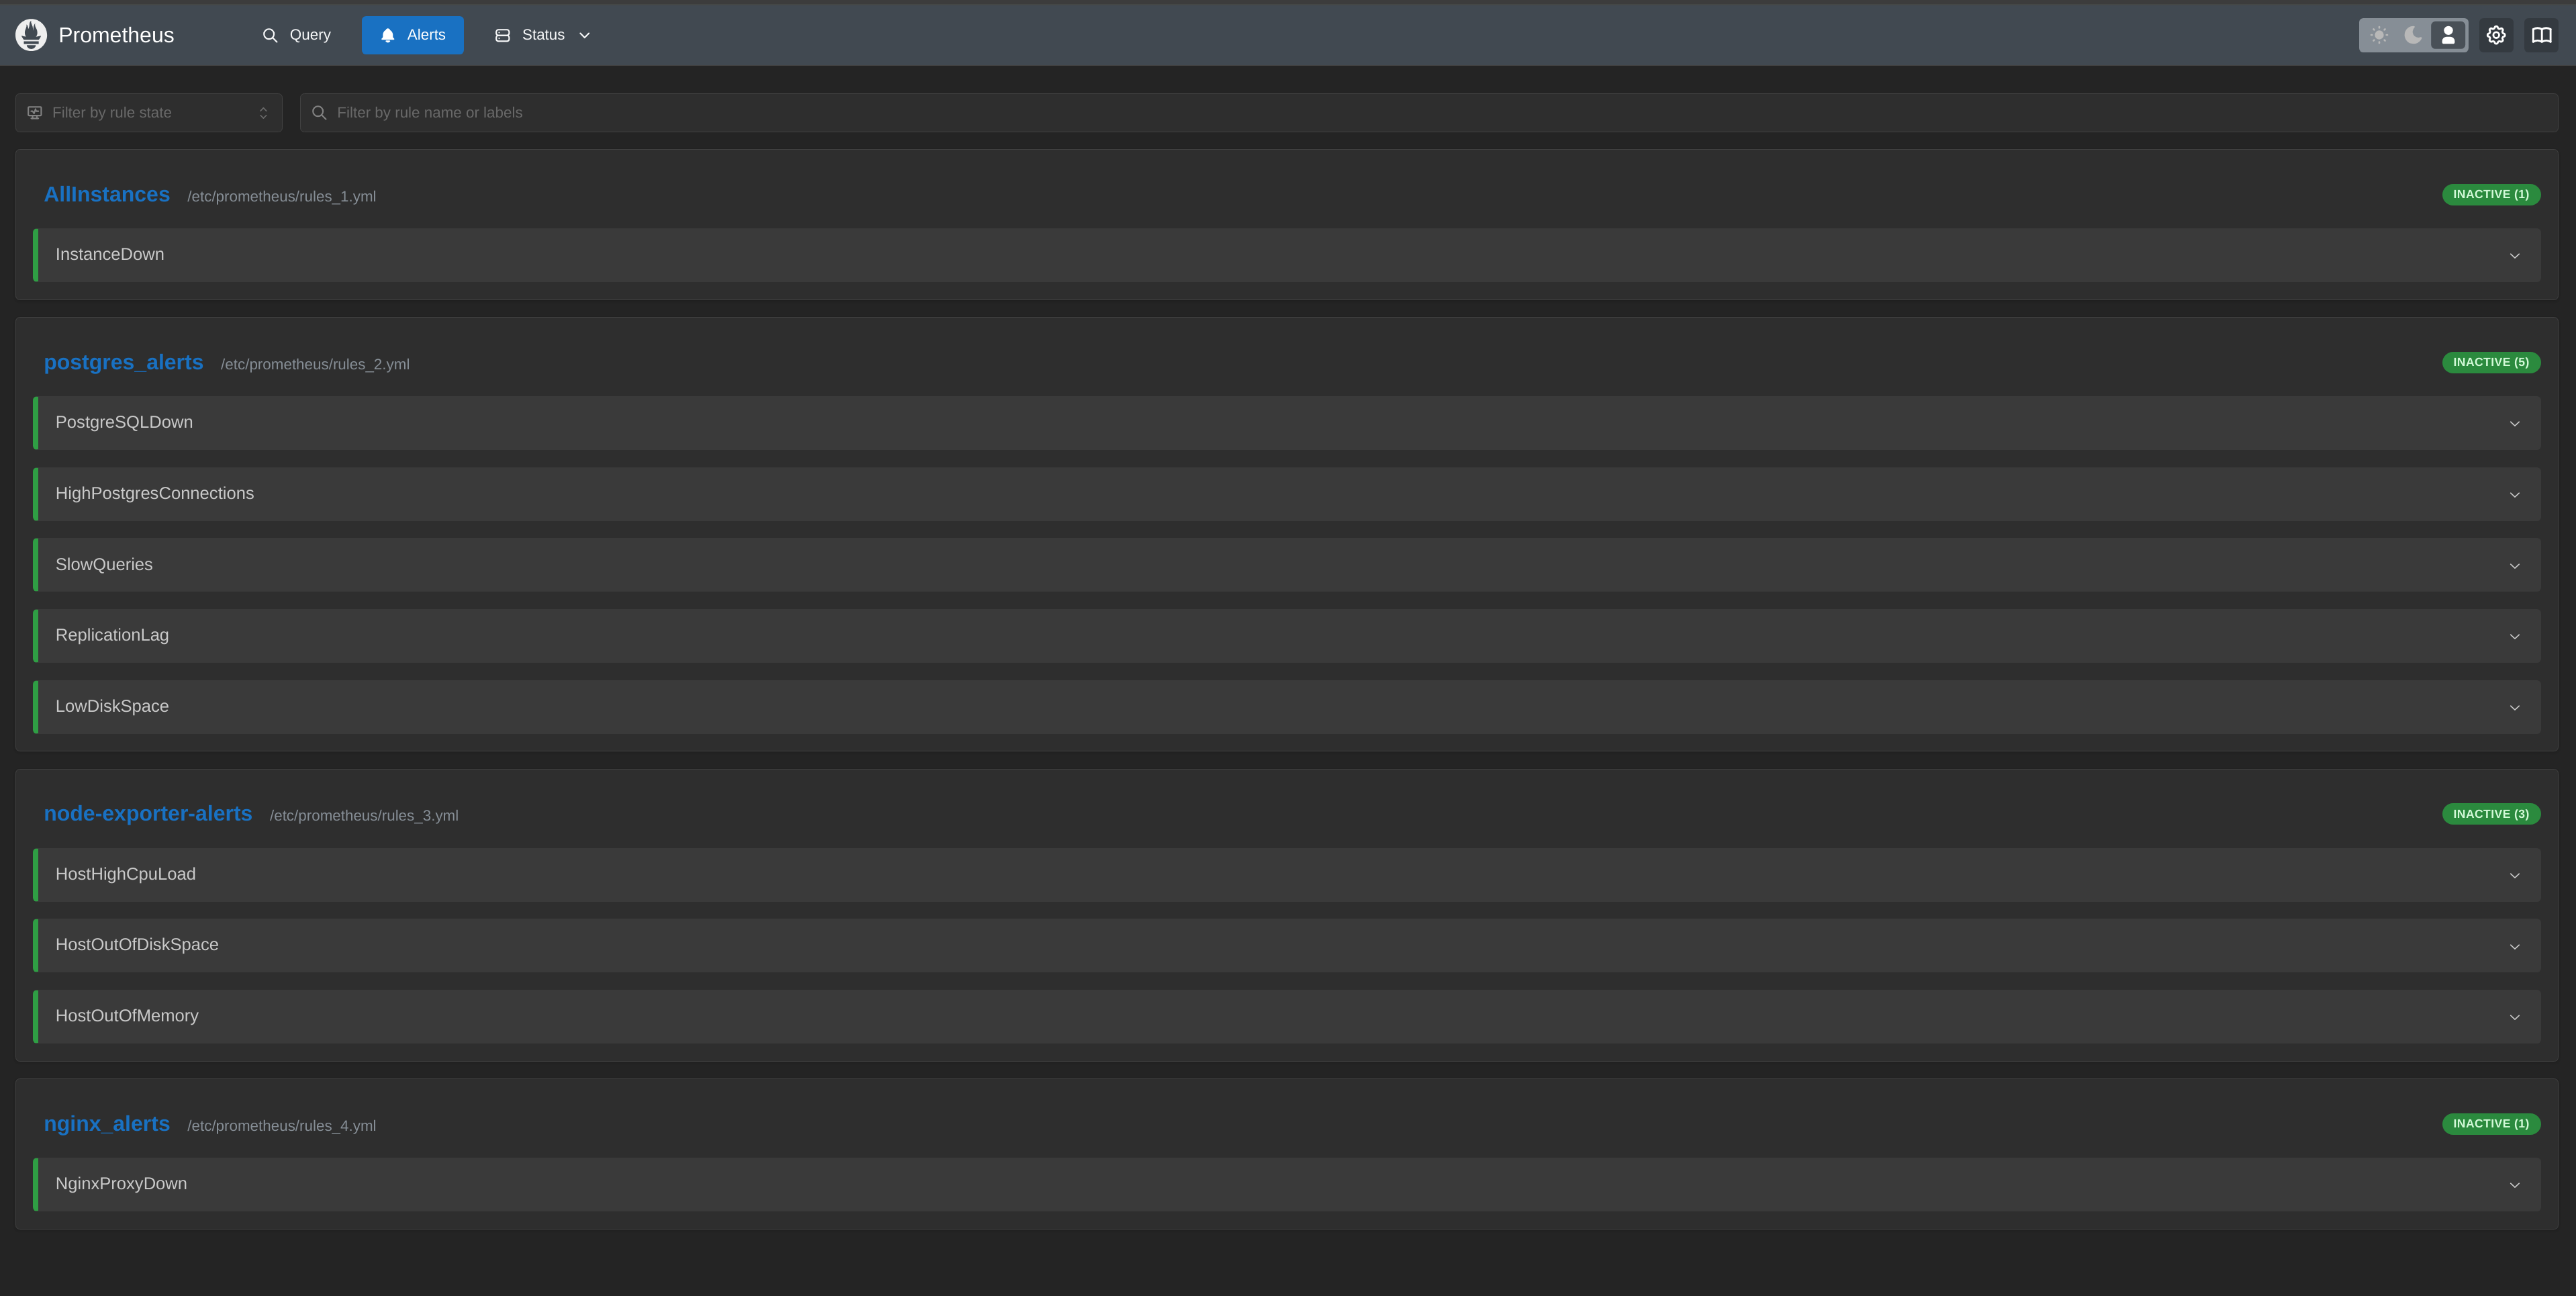 Prometheus Query Alerts Status
Filter by rule state Filter by rule name or labels
AllInstances /etc/prometheus/rules_1.yml INACTIVE (1)
InstanceDown
postgres_alerts /etc/prometheus/rules_2.yml INACTIVE (5)
PostgreSQLDown
HighPostgresConnections
SlowQueries
ReplicationLag
LowDiskSpace
node-exporter-alerts /etc/prometheus/rules_3.yml INACTIVE (3)
HostHighCpuLoad
HostOutOfDiskSpace
HostOutOfMemory
nginx_alerts /etc/prometheus/rules_4.yml INACTIVE (1)
NginxProxyDown